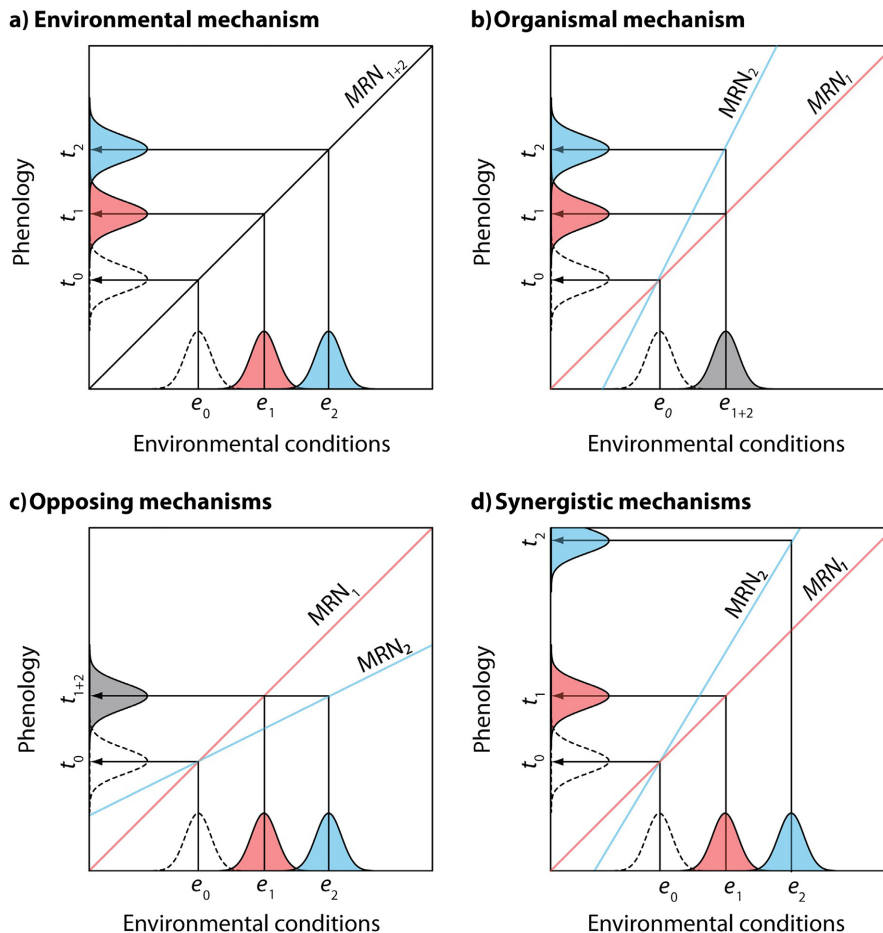 a) Environmental mechanism
MRN1+2
Phenology
t2
t1
t0
e0
e1
e2
Environmental conditions
b) Organismal mechanism
MRN2
MRN1
Phenology
t2
t1
t0
e0
e1+2
Environmental conditions
c) Opposing mechanisms
MRN1
MRN2
Phenology
t1+2
t0
e0
e1
e2
Environmental conditions
d) Synergistic mechanisms
MRN2
MRN1
Phenology
t2
t1
t0
e0
e1
e2
Environmental conditions